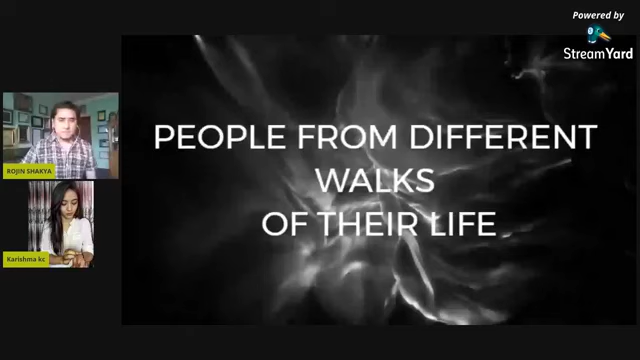 Powered by
StreamYard
PEOPLE FROM DIFFERENT
WALKS
OF THEIR LIFE
ROJIN SHAKYA
Karishma kc